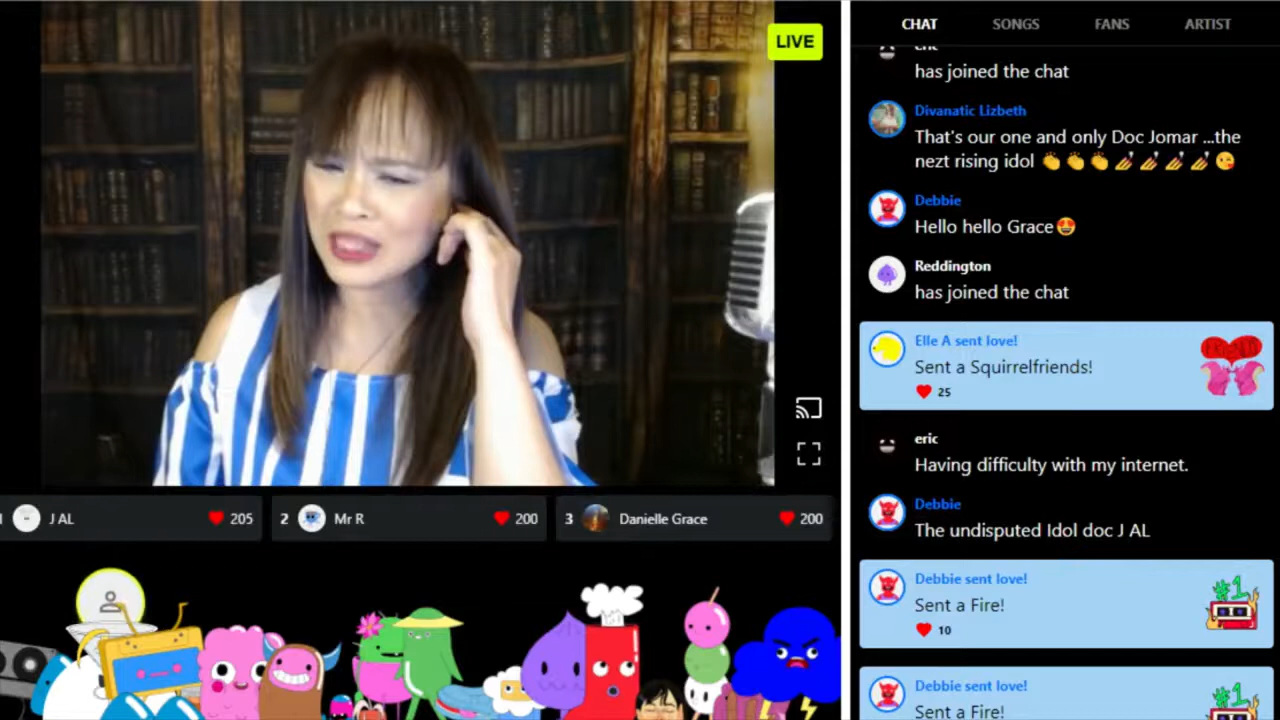 LIVE
J AL 205
2 Mr R 200
3 Danielle Grace 200
CHAT SONGS FANS ARTIST
eric
has joined the chat
Divanatic Lizbeth
That's our one and only Doc Jomar ...the
nezt rising idol 👏👏👏💅💅💅💅😘
Debbie
Hello hello Grace😍
Reddington
has joined the chat
Elle A sent love!
Sent a Squirrelfriends!
25
eric
Having difficulty with my internet.
Debbie
The undisputed Idol doc J AL
Debbie sent love!
Sent a Fire!
10
#1
Debbie sent love!
Sent a Fire!
#1